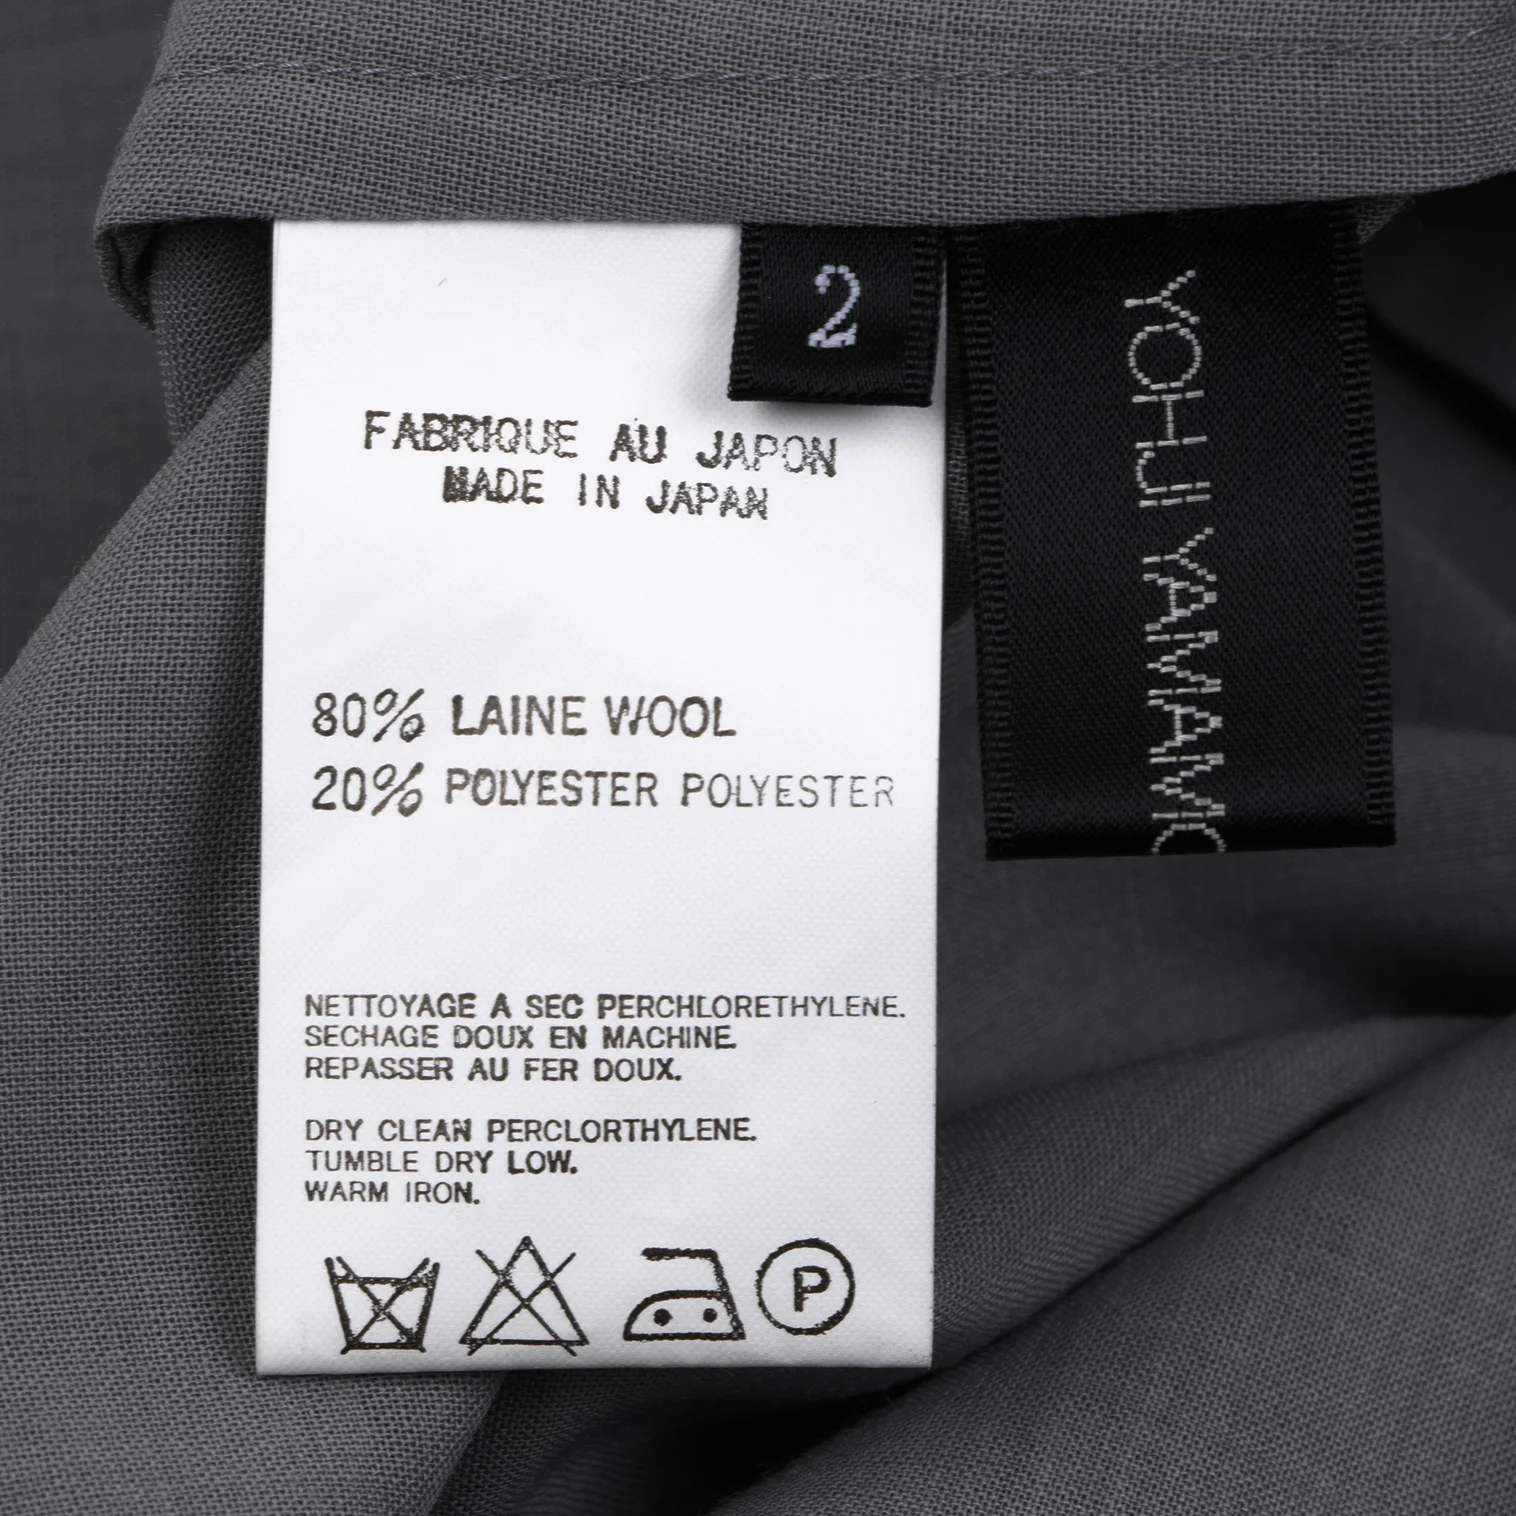 2
YOHJI YAMAMO
FABRIQUE AU JAPON
MADE IN JAPAN
80% LAINE WOOL
20% POLYESTER POLYESTER
NETTOYAGE A SEC PERCHLORETHYLENE.
SECHAGE DOUX EN MACHINE.
REPASSER AU FER DOUX.
DRY CLEAN PERCLORTHYLENE.
TUMBLE DRY LOW.
WARM IRON.
P